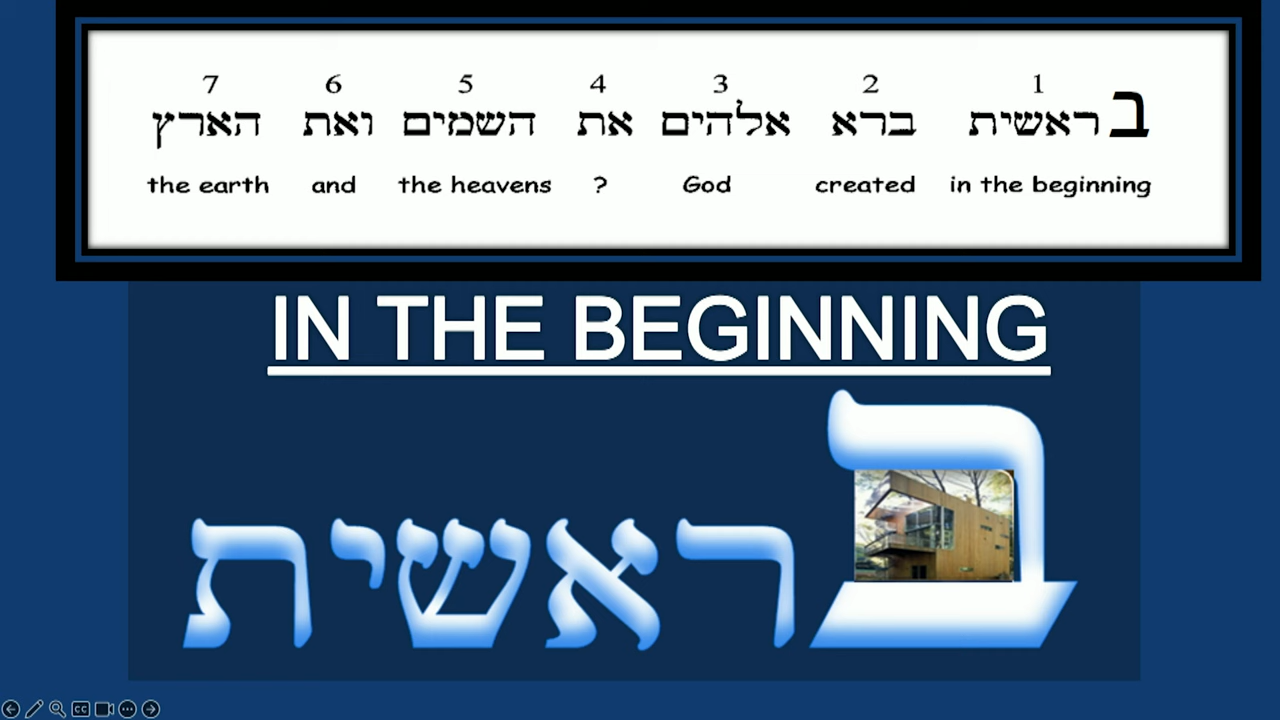 1 2 3 4 5 6 7
בראשית ברא אלהים את השמים ואת הארץ
the earth and the heavens ? God created in the beginning
IN THE BEGINNING
בראשית
CC